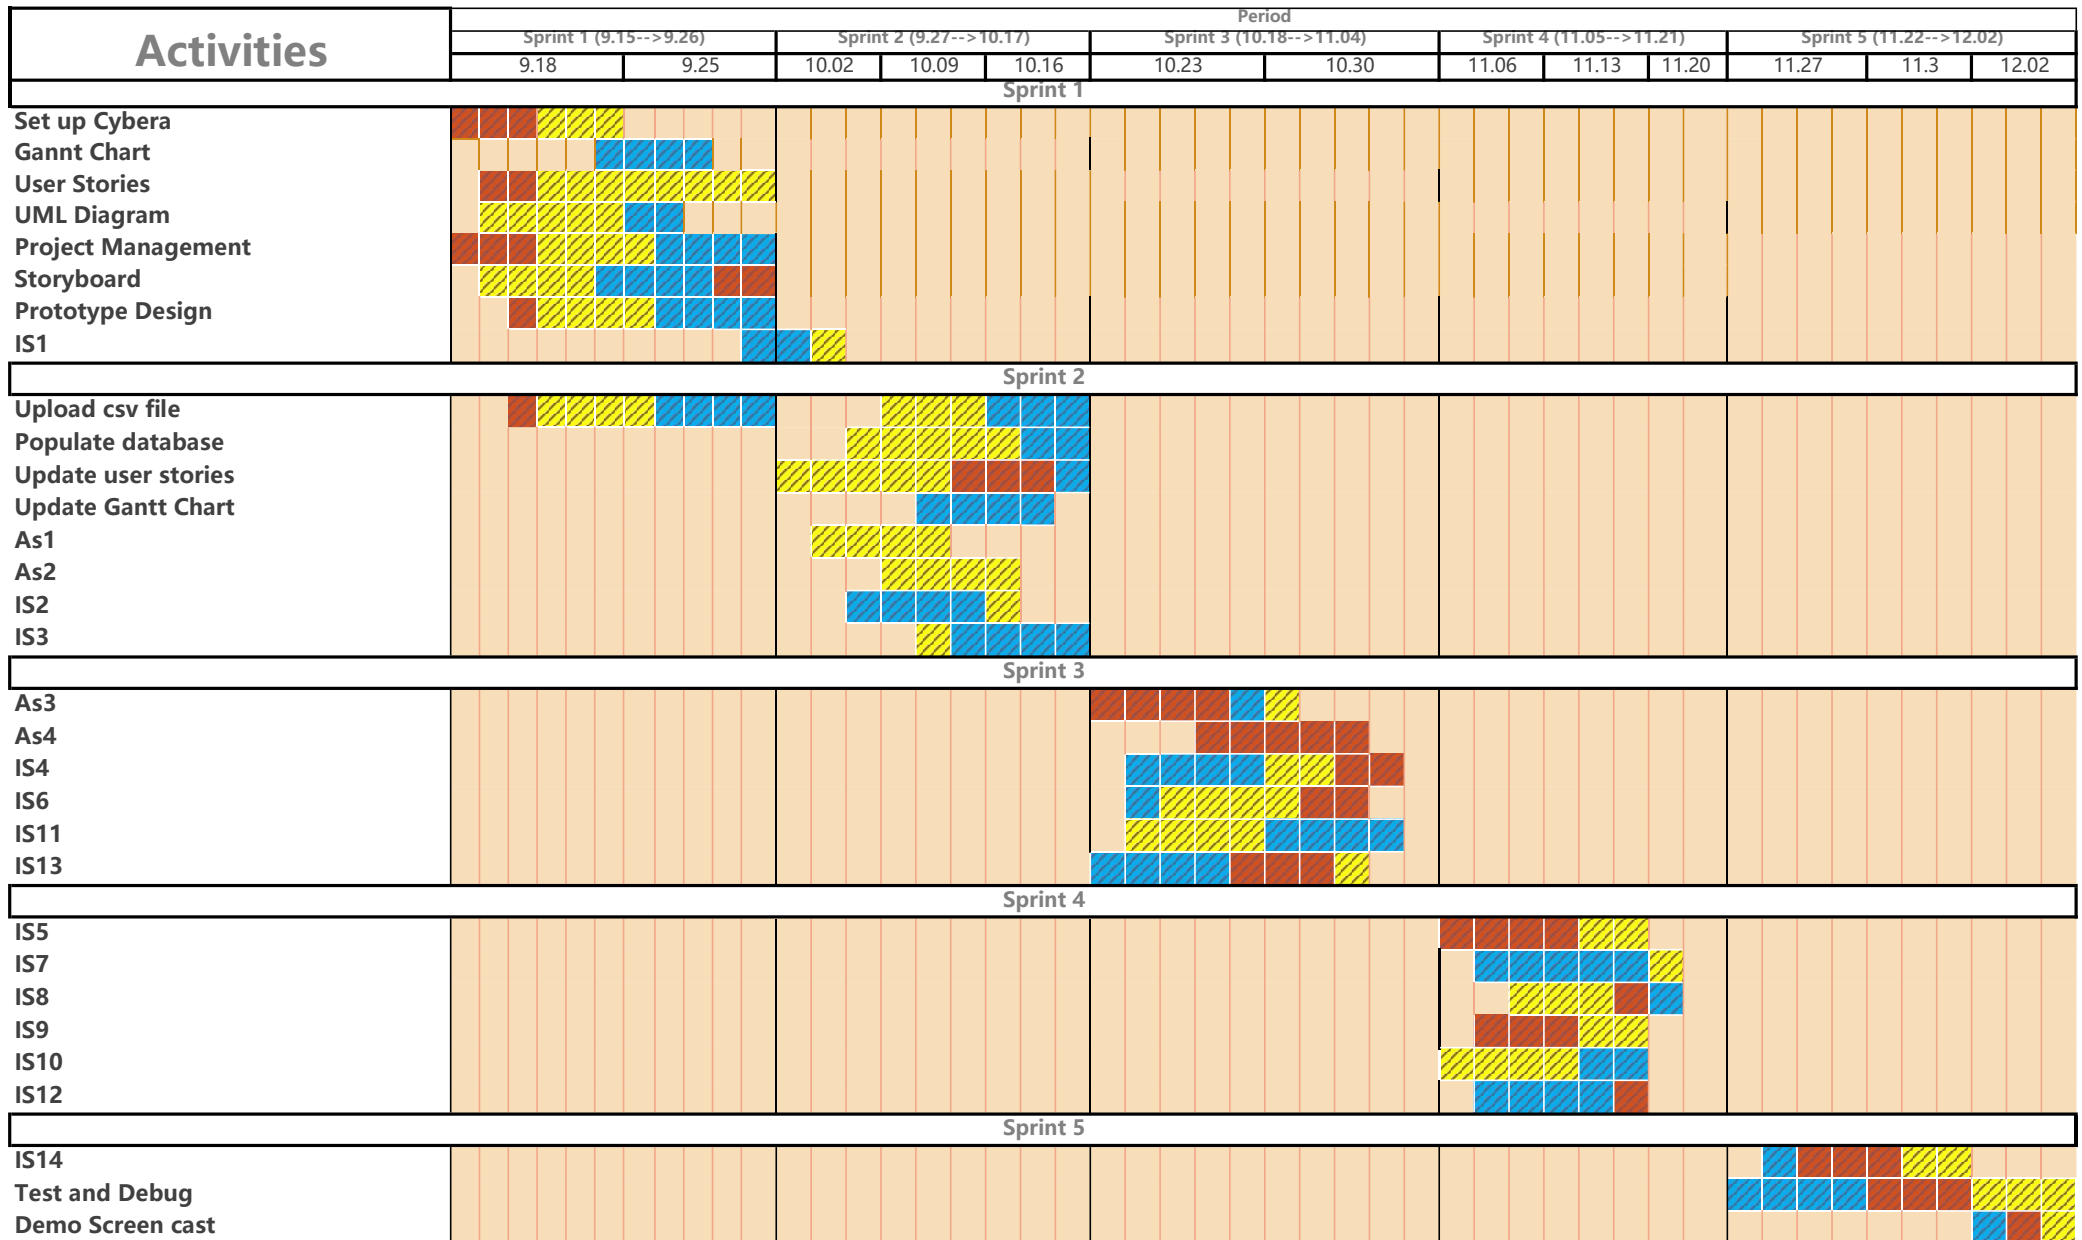 Period
Activities
Sprint 1 (9.15-->9.26) Sprint 2 (9.27-->10.17) Sprint 3 (10.18-->11.04) Sprint 4 (11.05-->11.21) Sprint 5 (11.22-->12.02)
9.18 9.25 10.02 10.09 10.16 10.23 10.30 11.06 11.13 11.20 11.27 11.3 12.02
Sprint 1
Set up Cybera
Gannt Chart
User Stories
UML Diagram
Project Management
Storyboard
Prototype Design
IS1
Sprint 2
Upload csv file
Populate database
Update user stories
Update Gantt Chart
As1
As2
IS2
IS3
Sprint 3
As3
As4
IS4
IS6
IS11
IS13
Sprint 4
IS5
IS7
IS8
IS9
IS10
IS12
Sprint 5
IS14
Test and Debug
Demo Screen cast